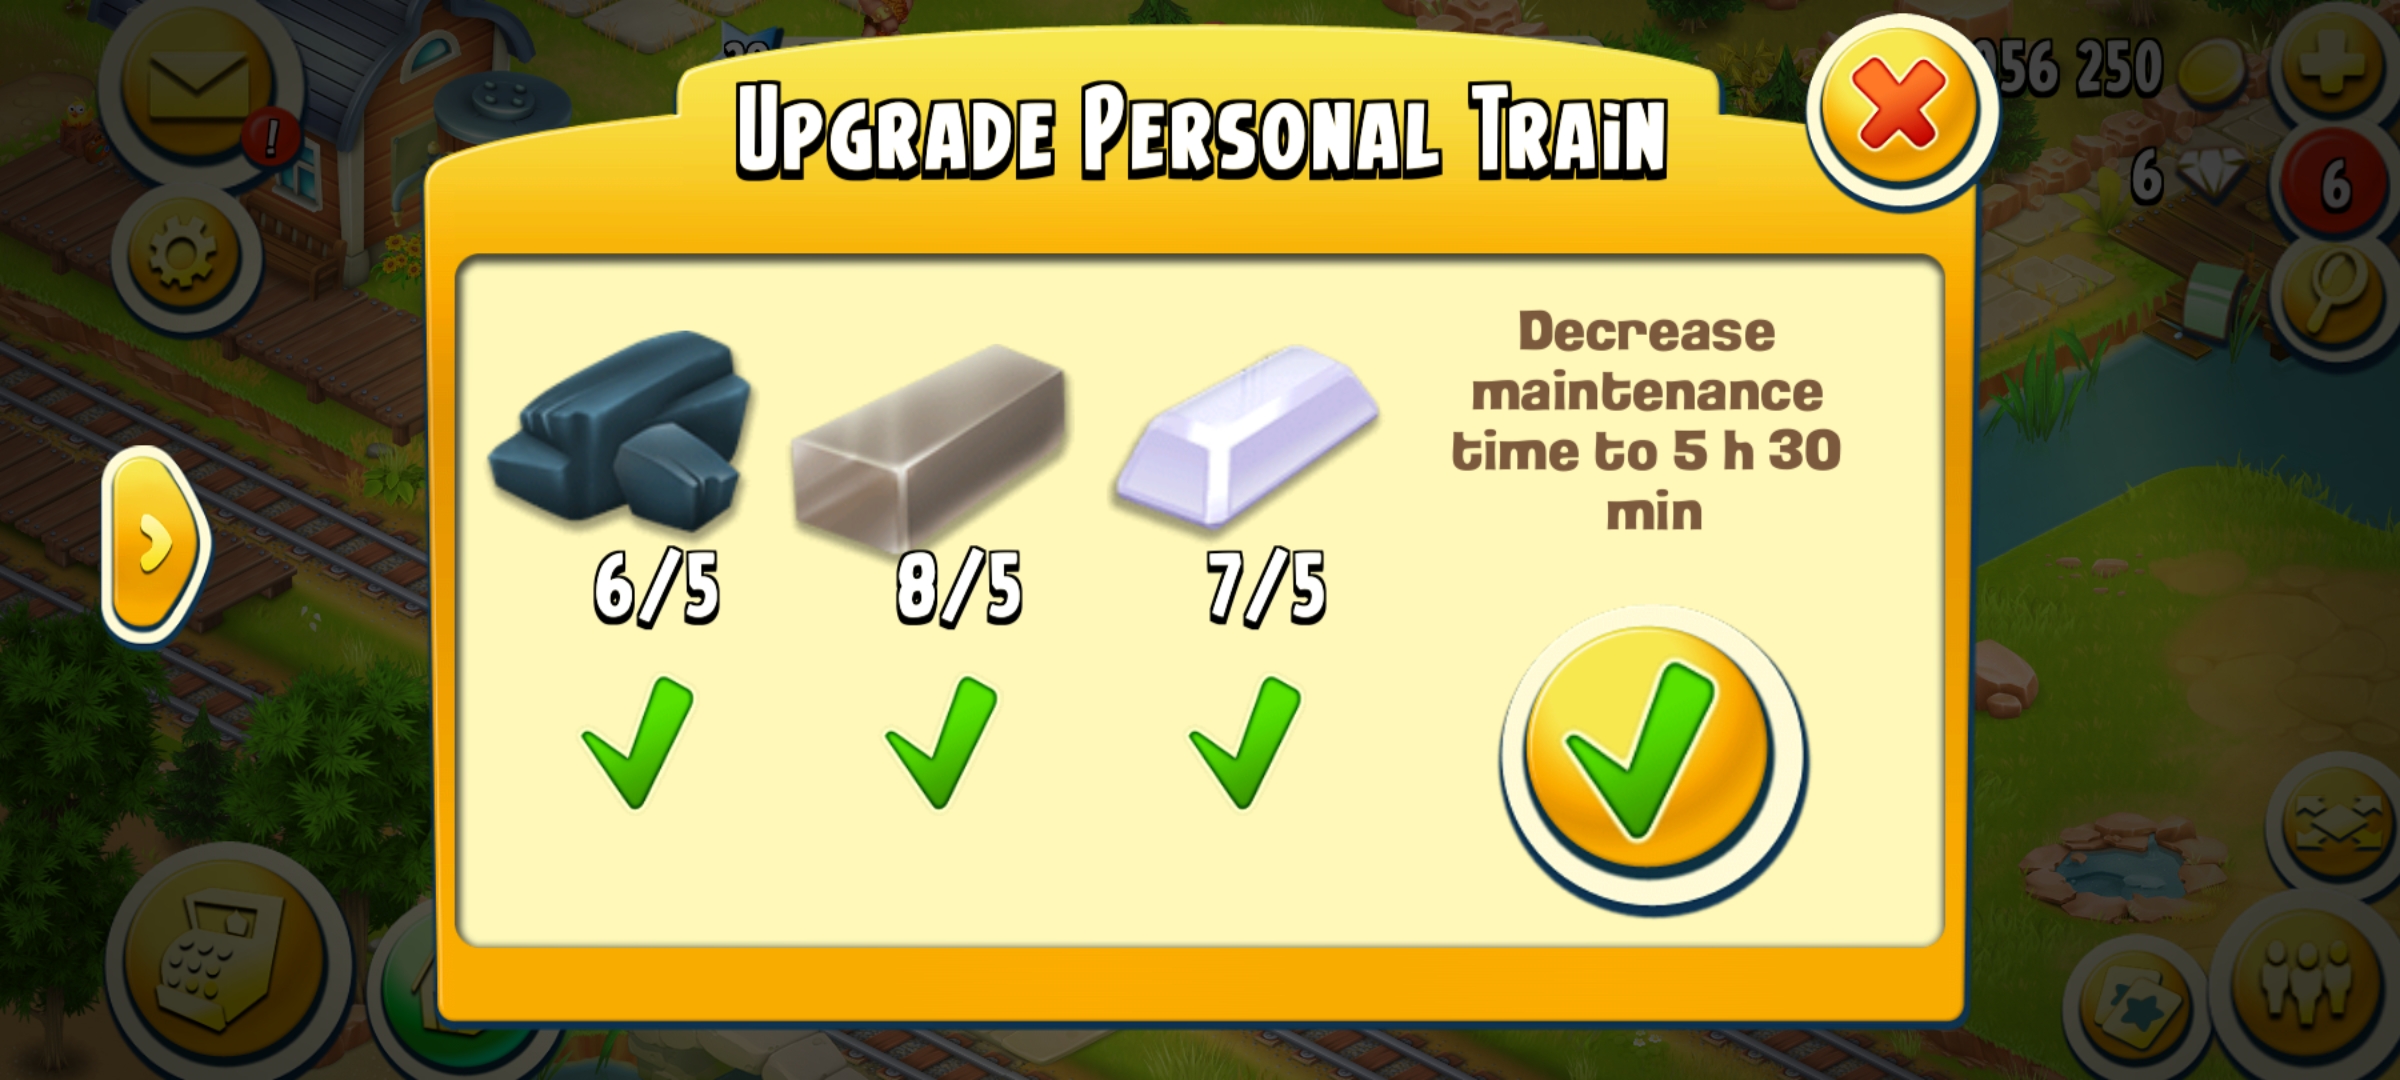 UPGRADE PERSONAL TRAIN
!
56 250
6
6
Decrease
maintenance
time to 5 h 30
min
6/5
8/5
7/5